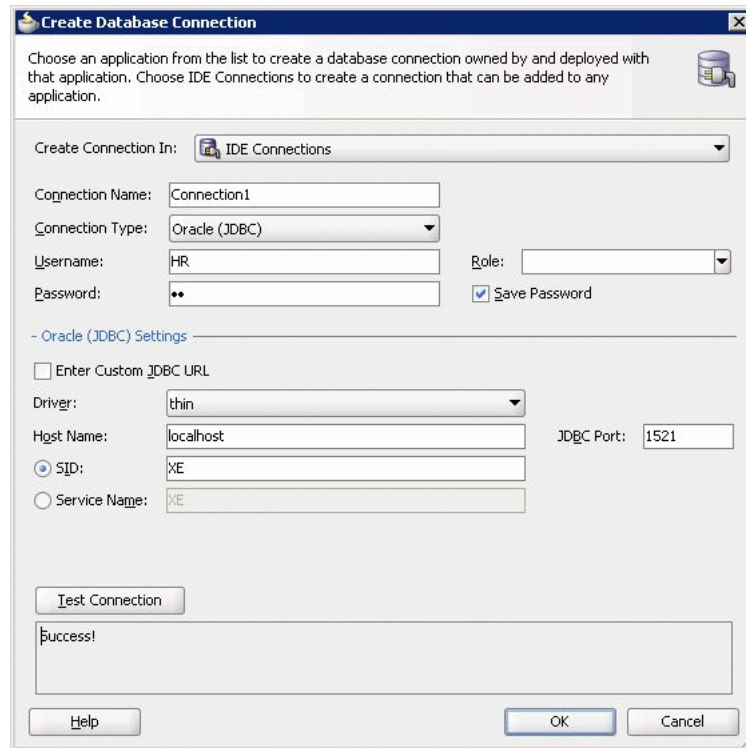 Create Database Connection
Choose an application from the list to create a database connection owned by and deployed with
that application. Choose IDE Connections to create a connection that can be added to any
application.
Create Connection In: IDE Connections
Connection Name: Connection1
Connection Type: Oracle (JDBC)
Username: HR Role:
Password: •• Save Password
- Oracle (JDBC) Settings
Enter Custom JDBC URL
Driver: thin
Host Name: localhost JDBC Port: 1521
SID: XE
Service Name: XE
Test Connection
Success!
Help OK Cancel